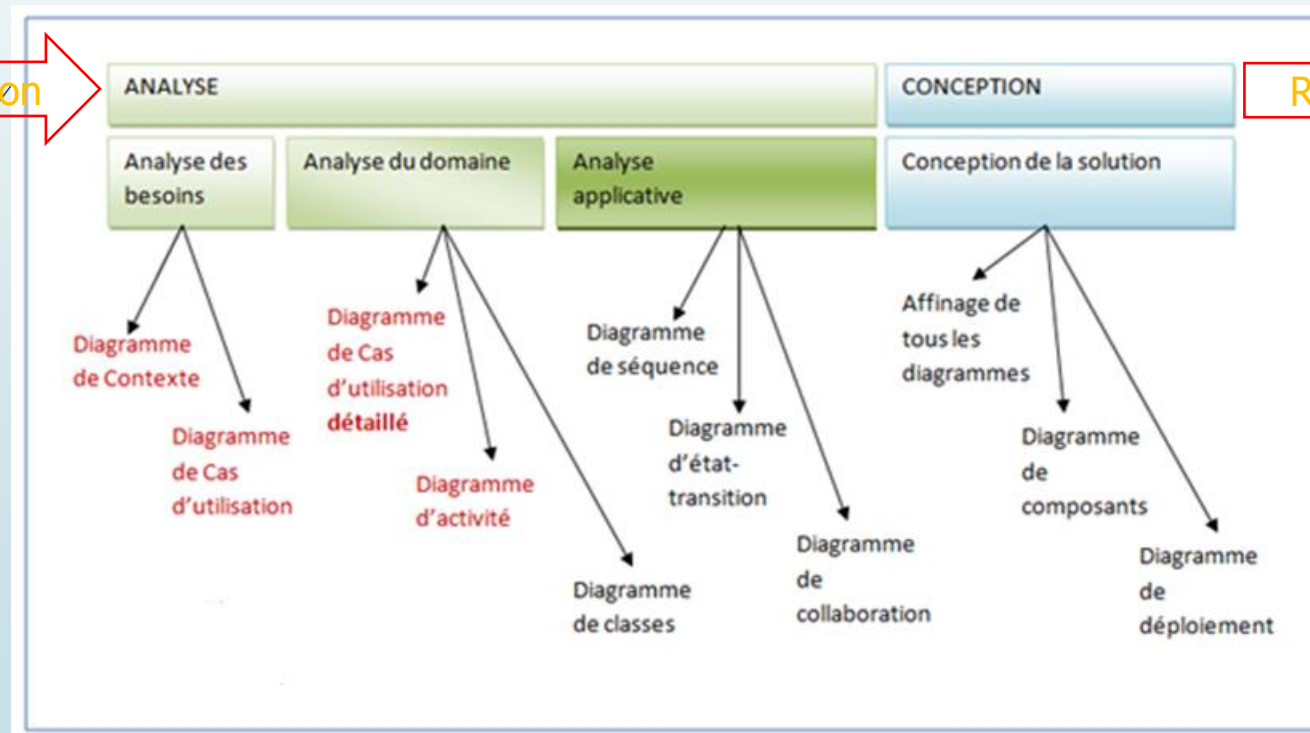 on
ANALYSE
CONCEPTION
R
Analyse des
besoins
Analyse du domaine
Analyse
applicative
Conception de la solution
Diagramme
de Contexte
Diagramme
de Cas
d'utilisation
Diagramme
de Cas
d'utilisation
détaillé
Diagramme
d'activité
Diagramme
de classes
Diagramme
de séquence
Diagramme
d'état-
transition
Diagramme
de
collaboration
Affinage de
tous les
diagrammes
Diagramme
de
composants
Diagramme
de
déploiement